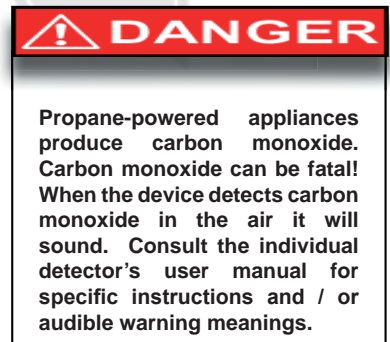 DANGER
Propane-powered appliances
produce carbon monoxide.
Carbon monoxide can be fatal!
When the device detects carbon
monoxide in the air it will
sound. Consult the individual
detector's user manual for
specific instructions and / or
audible warning meanings.